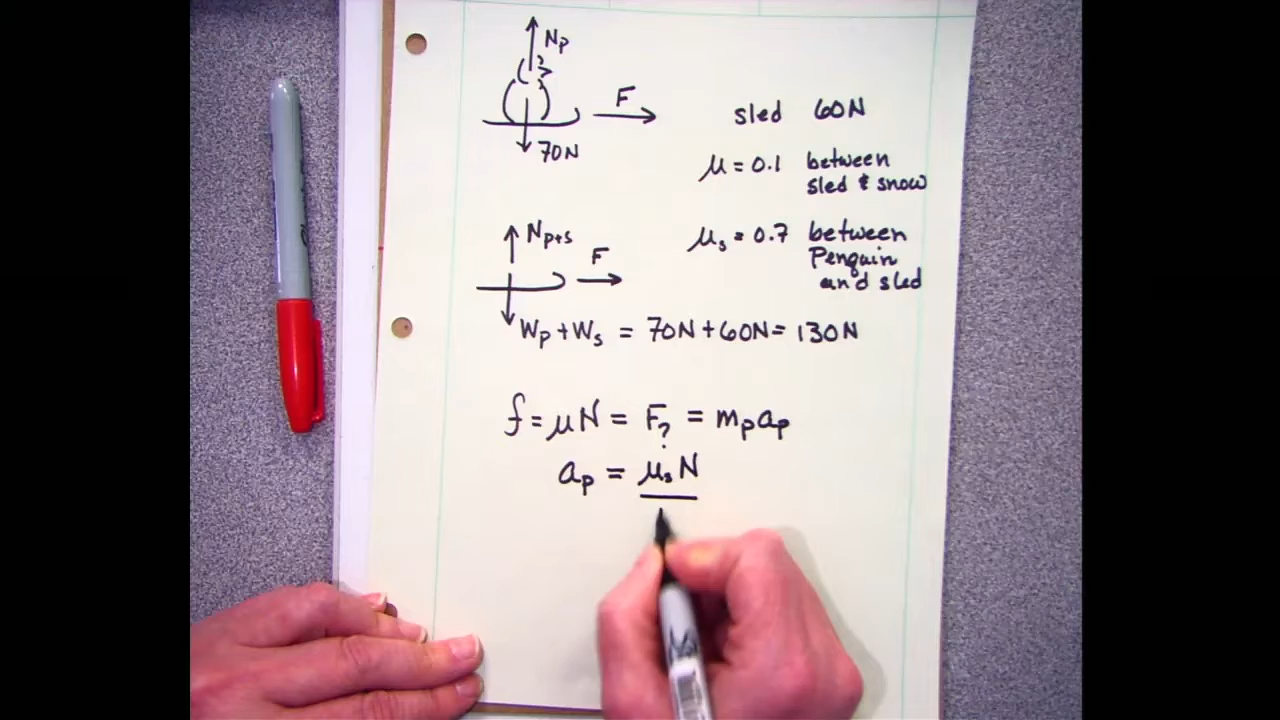 Np
F
70N
sled 60N
μ = 0.1 between
sled & snow
Np+s
F
μs = 0.7 between
Penguin
and sled
Wp + Ws = 70N + 60N = 130N
f = μN = F? = mpap
ap = μsN